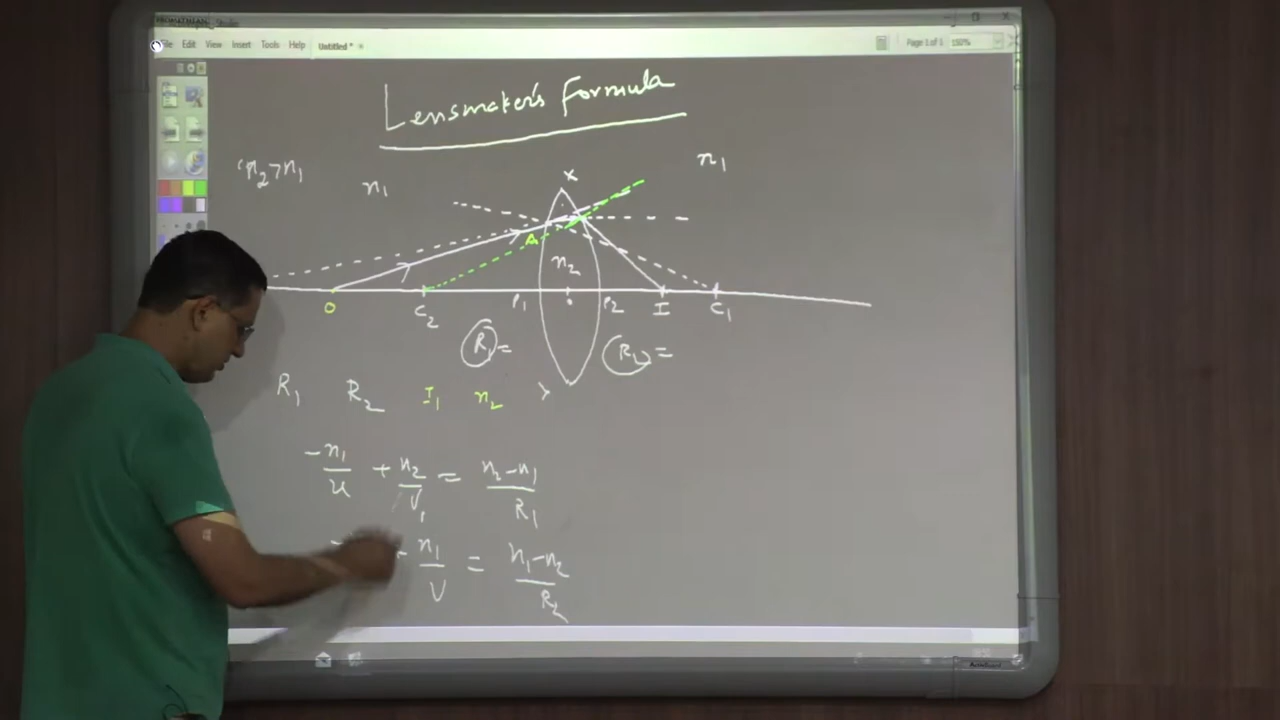 Studio
File Edit View Insert Tools Help Untitled * Page 1 of 1 150%
Lensmaker's Formula
n₂>n₁ n₁ X n₁
A
n₂
O C₂ P₁ P₂ I C₁
R₁= R₂=
R₁ R₂ I₁ n₂ Y
-n₁/u + n₂/v₁ = n₂-n₁/R₁
n₁/v = n₁-n₂/R₂